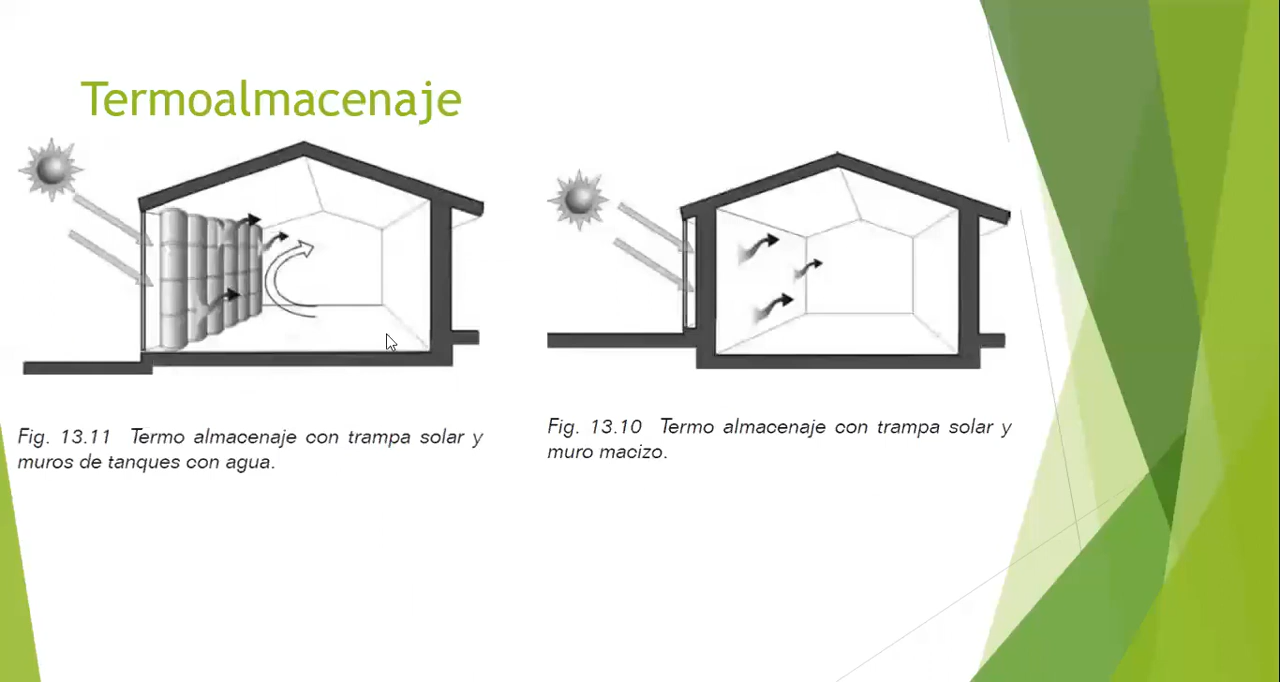 Termoalmacenaje
Fig. 13.11 Termo almacenaje con trampa solar y
muros de tanques con agua.
Fig. 13.10 Termo almacenaje con trampa solar y
muro macizo.